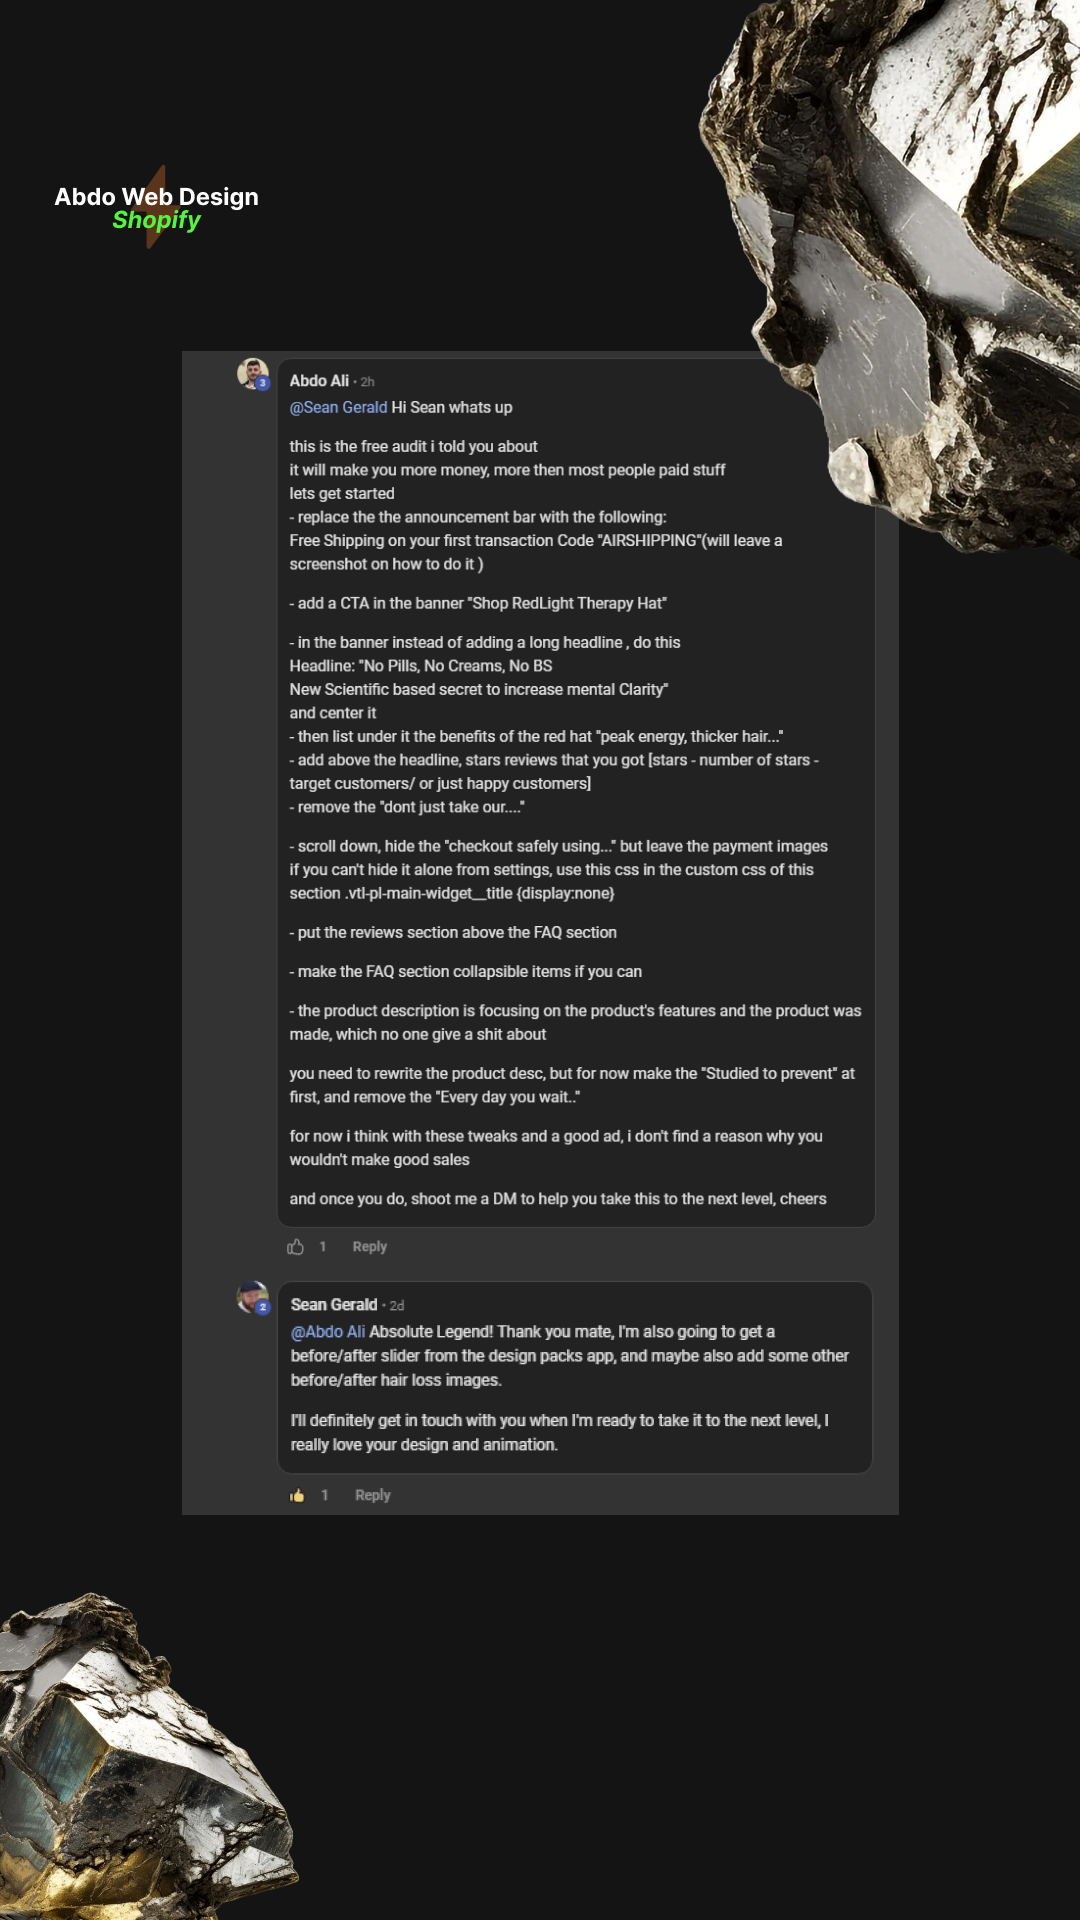 Abdo Web Design
Shopify
3
Abdo Ali • 2h
@Sean Gerald Hi Sean whats up
this is the free audit i told you about
it will make you more money, more then most people paid stuff
lets get started
- replace the the announcement bar with the following:
Free Shipping on your first transaction Code "AIRSHIPPING"(will leave a
screenshot on how to do it )
- add a CTA in the banner "Shop RedLight Therapy Hat"
- in the banner instead of adding a long headline , do this
Headline: "No Pills, No Creams, No BS
New Scientific based secret to increase mental Clarity"
and center it
- then list under it the benefits of the red hat "peak energy, thicker hair..."
- add above the headline, stars reviews that you got [stars - number of stars -
target customers/ or just happy customers]
- remove the "dont just take our...."
- scroll down, hide the "checkout safely using..." but leave the payment images
if you can't hide it alone from settings, use this css in the custom css of this
section .vtl-pl-main-widget__title {display:none}
- put the reviews section above the FAQ section
- make the FAQ section collapsible items if you can
- the product description is focusing on the product's features and the product was
made, which no one give a shit about
you need to rewrite the product desc, but for now make the "Studied to prevent" at
first, and remove the "Every day you wait.."
for now i think with these tweaks and a good ad, i don't find a reason why you
wouldn't make good sales
and once you do, shoot me a DM to help you take this to the next level, cheers
1 Reply
2
Sean Gerald • 2d
@Abdo Ali Absolute Legend! Thank you mate, I'm also going to get a
before/after slider from the design packs app, and maybe also add some other
before/after hair loss images.
I'll definitely get in touch with you when I'm ready to take it to the next level, I
really love your design and animation.
1 Reply